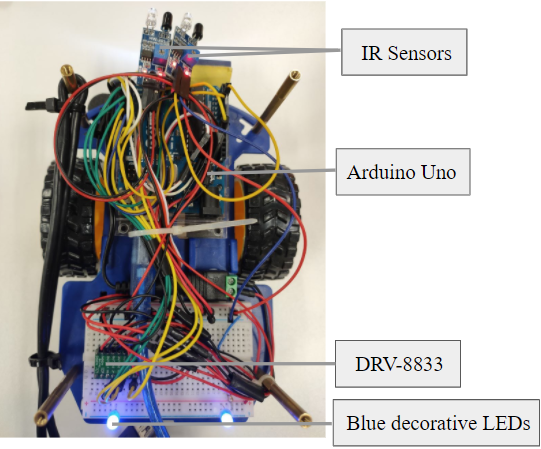 IR Sensors
Arduino Uno
DRV-8833
Blue decorative LEDs